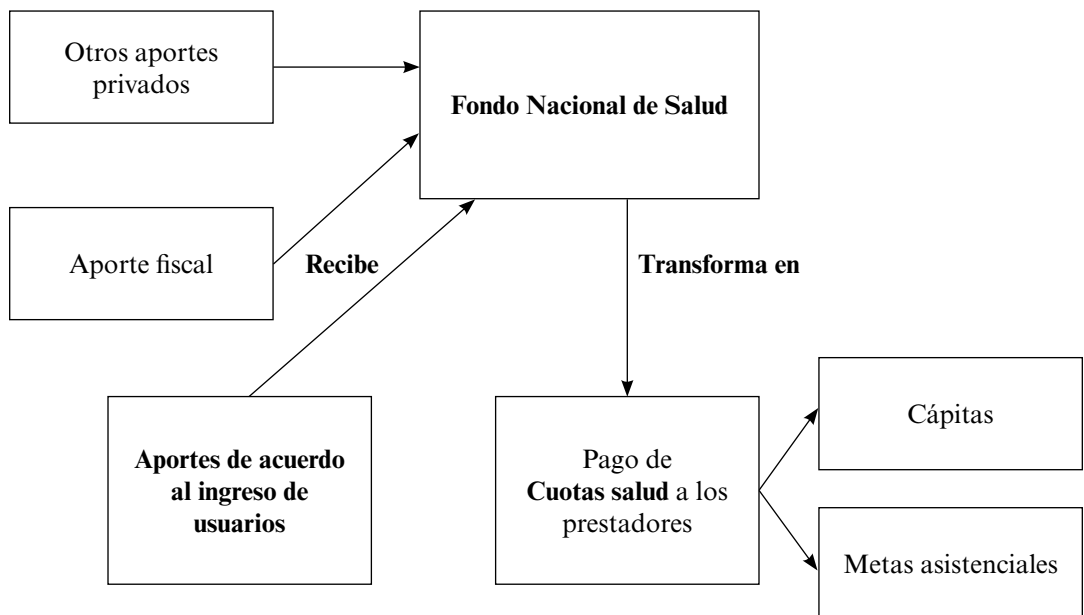 Otros aportes
privados
Fondo Nacional de Salud
Aporte fiscal
Recibe
Transforma en
Aportes de acuerdo
al ingreso de
usuarios
Pago de
Cuotas salud a los
prestadores
Cápitas
Metas asistenciales